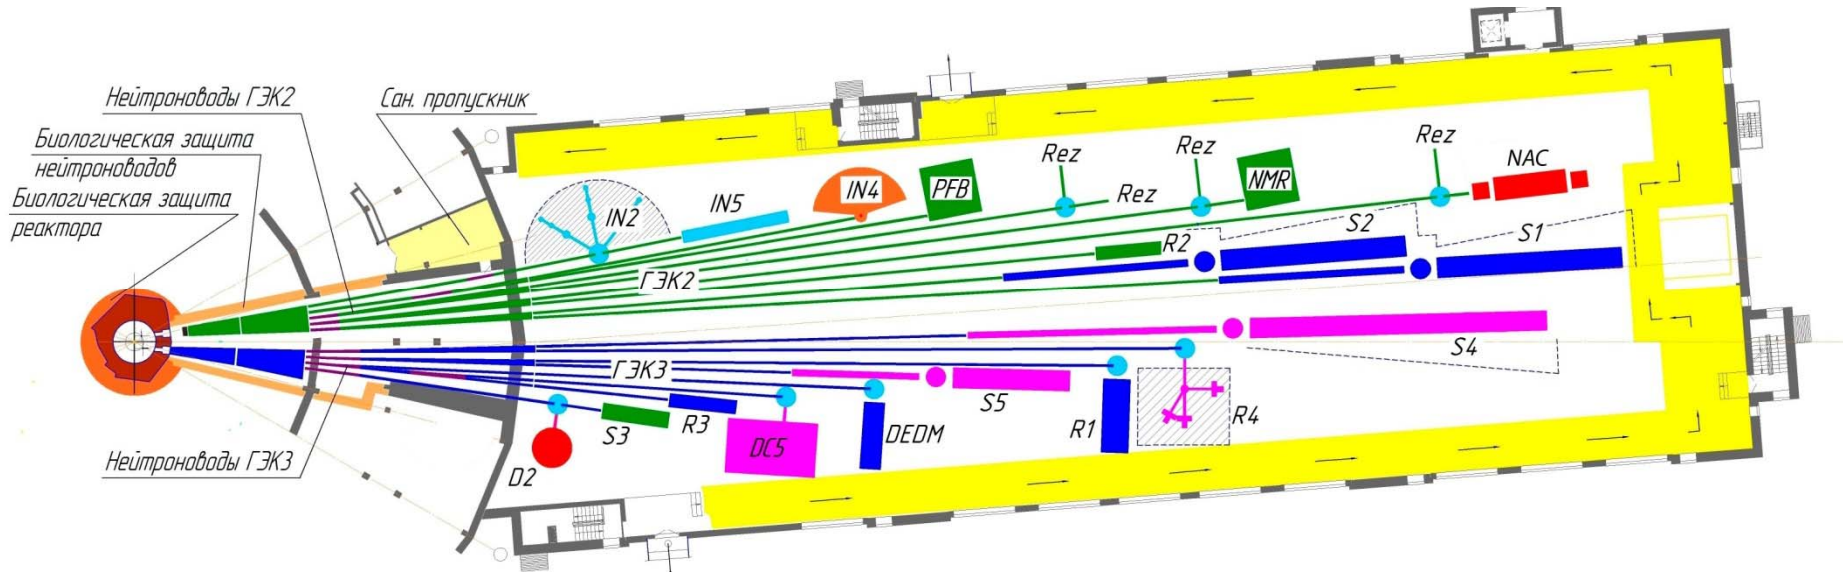 Нейтроноводы ГЭК2
Сан. пропускник
Биологическая защита
нейтроноводов
Биологическая защита
реактора
Нейтроноводы ГЭК3
IN2
IN5
IN4
PFB
Rez
Rez
Rez
NMR
Rez
NAC
R2
S2
S1
ГЭК2
ГЭК3
S4
S5
R4
R1
DEDM
DC5
R3
S3
D2